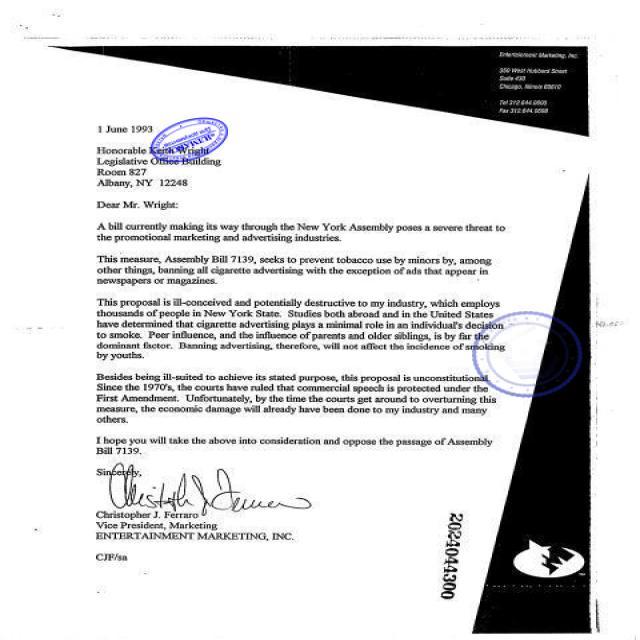 Entertainment Marketing, Inc.
350 West Hubbard Street
Suite 430
Chicago, Illinois 60610
Tel 312.644.0808
Fax 312.644.0698
1 June 1993
Honorable Keith Wright
Legislative Office Building
Room 827
Albany, NY 12248
Dear Mr. Wright:
A bill currently making its way through the New York Assembly poses a severe threat to
the promotional marketing and advertising industries.
This measure, Assembly Bill 7139, seeks to prevent tobacco use by minors by, among
other things, banning all cigarette advertising with the exception of ads that appear in
newspapers or magazines.
This proposal is ill-conceived and potentially destructive to my industry, which employs
thousands of people in New York State. Studies both abroad and in the United States
have determined that cigarette advertising plays a minimal role in an individual's decision
to smoke. Peer influence, and the influence of parents and older siblings, is by far the
dominant factor. Banning advertising, therefore, will not affect the incidence of smoking
by youths.
Besides being ill-suited to achieve its stated purpose, this proposal is unconstitutional.
Since the 1970's, the courts have ruled that commercial speech is protected under the
First Amendment. Unfortunately, by the time the courts get around to overturning this
measure, the economic damage will already have been done to my industry and many
others.
I hope you will take the above into consideration and oppose the passage of Assembly
Bill 7139.
Sincerely,
Christopher J. Ferraro
Vice President, Marketing
ENTERTAINMENT MARKETING, INC.
CJF/sa
2024044300